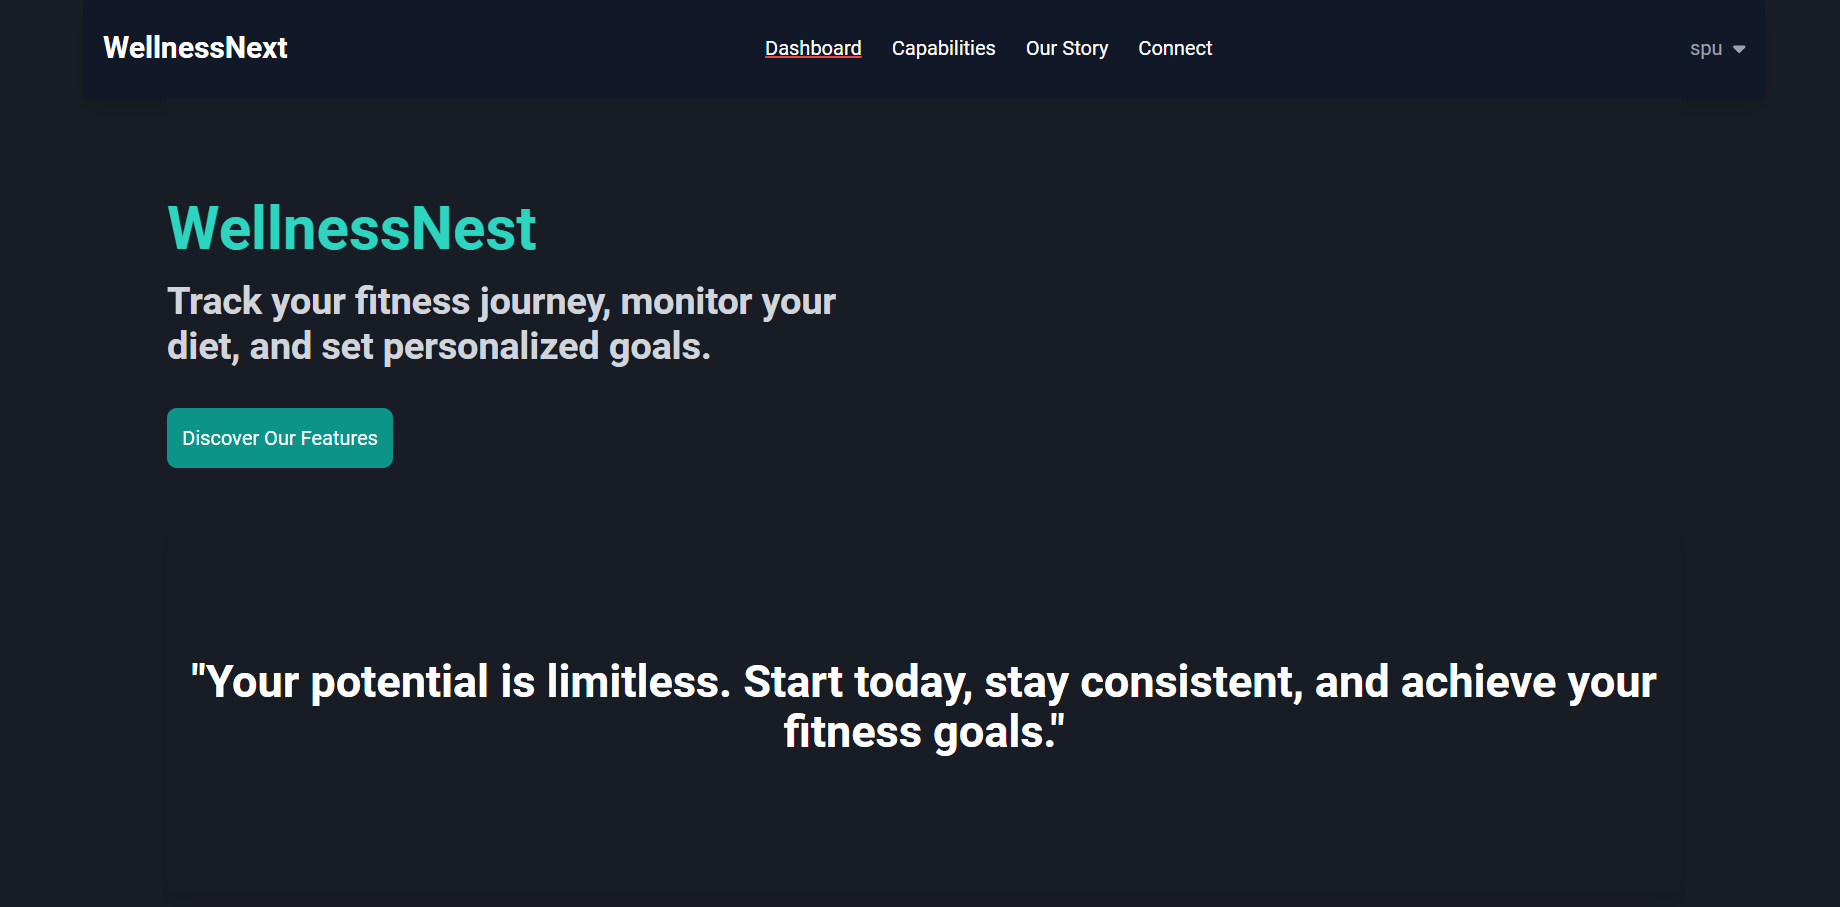 WellnessNext
Dashboard
Capabilities
Our Story
Connect
spu
WellnessNest
Track your fitness journey, monitor your
diet, and set personalized goals.
Discover Our Features
"Your potential is limitless. Start today, stay consistent, and achieve your
fitness goals."